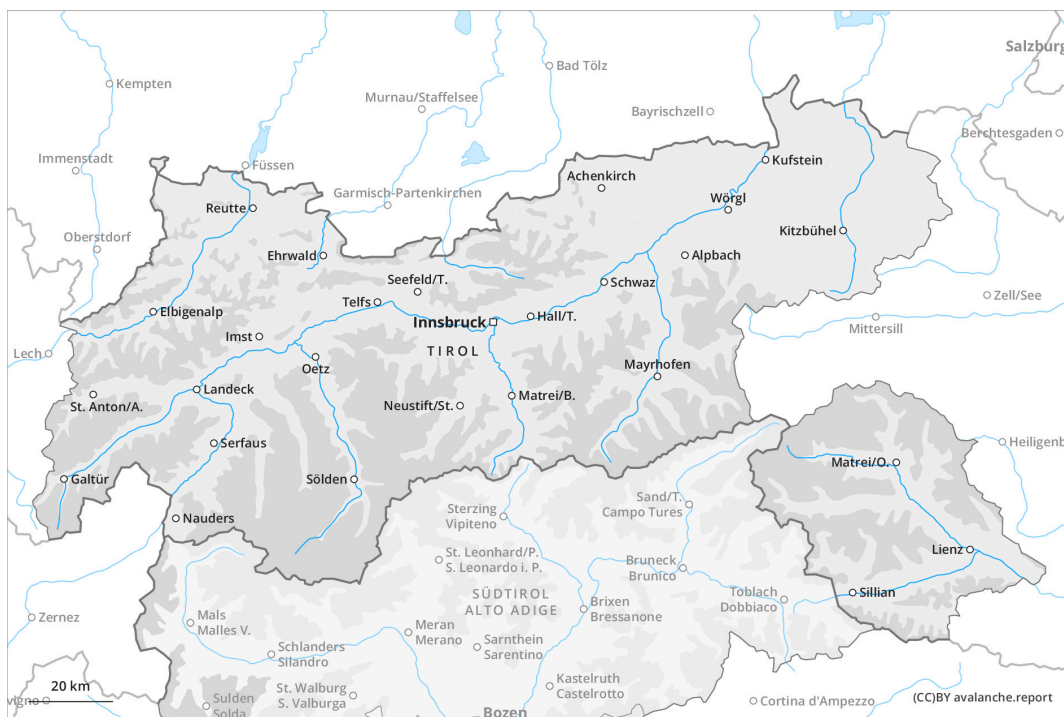 Salzburg
Kempten
Bad Tölz
Murnau/Staffelsee
Bayrischzell
Berchtesgaden
Immenstadt
Füssen
Kufstein
Achenkirch
Garmisch-Partenkirchen
Reutte
Wörgl
Oberstdorf
Kitzbühel
Ehrwald
Alpbach
Seefeld/T.
Schwaz
Zell/See
Telfs
Elbigenalp
Innsbruck
Hall/T.
Mittersill
Imst
TIROL
Lech
Oetz
Mayrhofen
Landeck
St. Anton/A.
Neustift/St.
Matrei/B.
Serfaus
Heiligenb
Matrei/O.
Galtür
Sölden
Sand/T.
Campo Tures
Sterzing
Vipiteno
Nauders
Lienz
St. Leonhard/P.
S. Leonardo i. P.
Bruneck
Brunico
SÜDTIROL
ALTO ADIGE
Sillian
Toblach
Dobbiaco
Brixen
Bressanone
Mals
Malles V.
Zernez
Meran
Merano
Sarnthein
Sarentino
Schlanders
Silandro
Kastelruth
Castelrotto
20 km
St. Walburg
S. Valburga
vigno
Sulden
Solda
Cortina d'Ampezzo
(CC)BY avalanche.report
Bozen